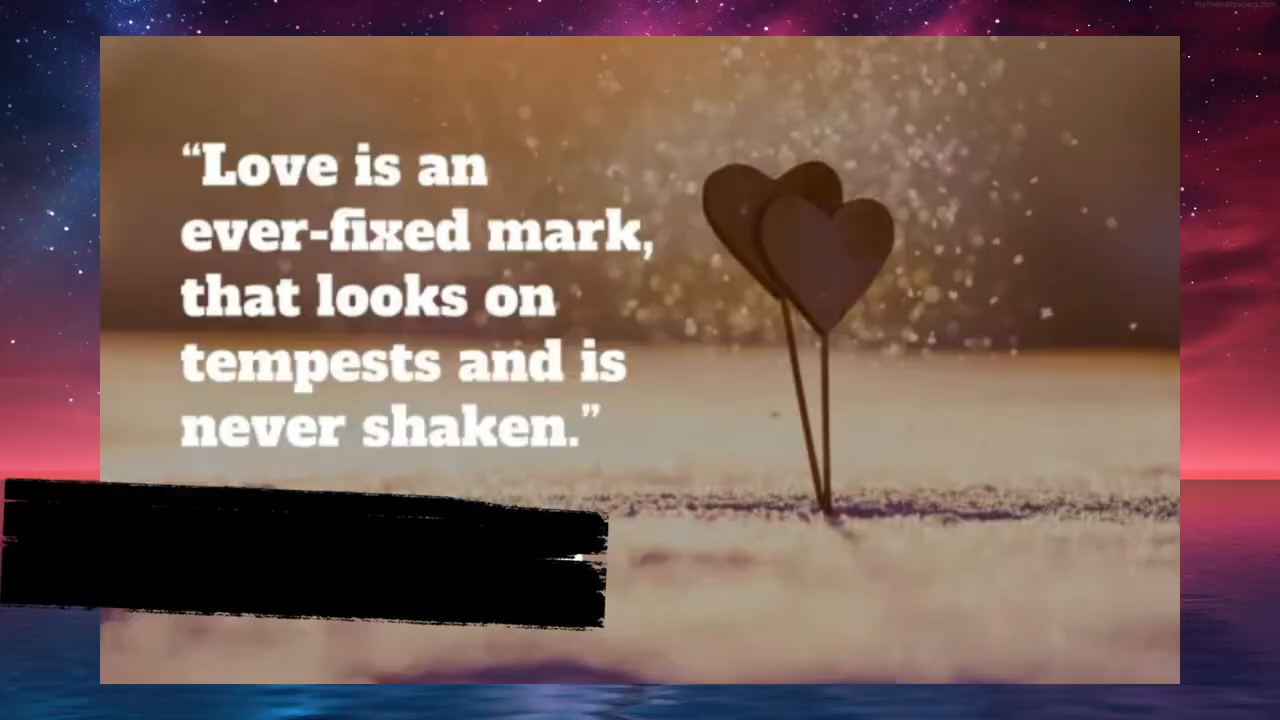 “Love is an
ever-fixed mark,
that looks on
tempests and is
never shaken.”